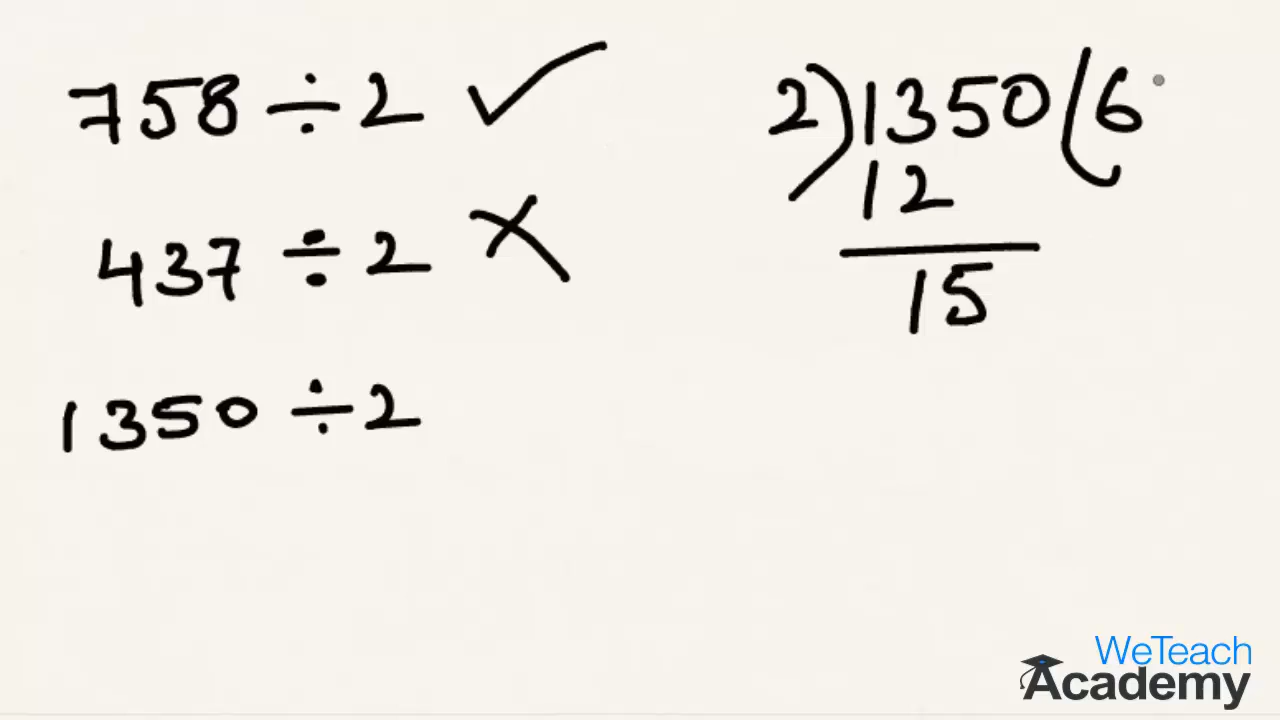 758 ÷ 2 ✓
437 ÷ 2 ✗
1350 ÷ 2
2)1350(6
12
15
WeTeach
Academy